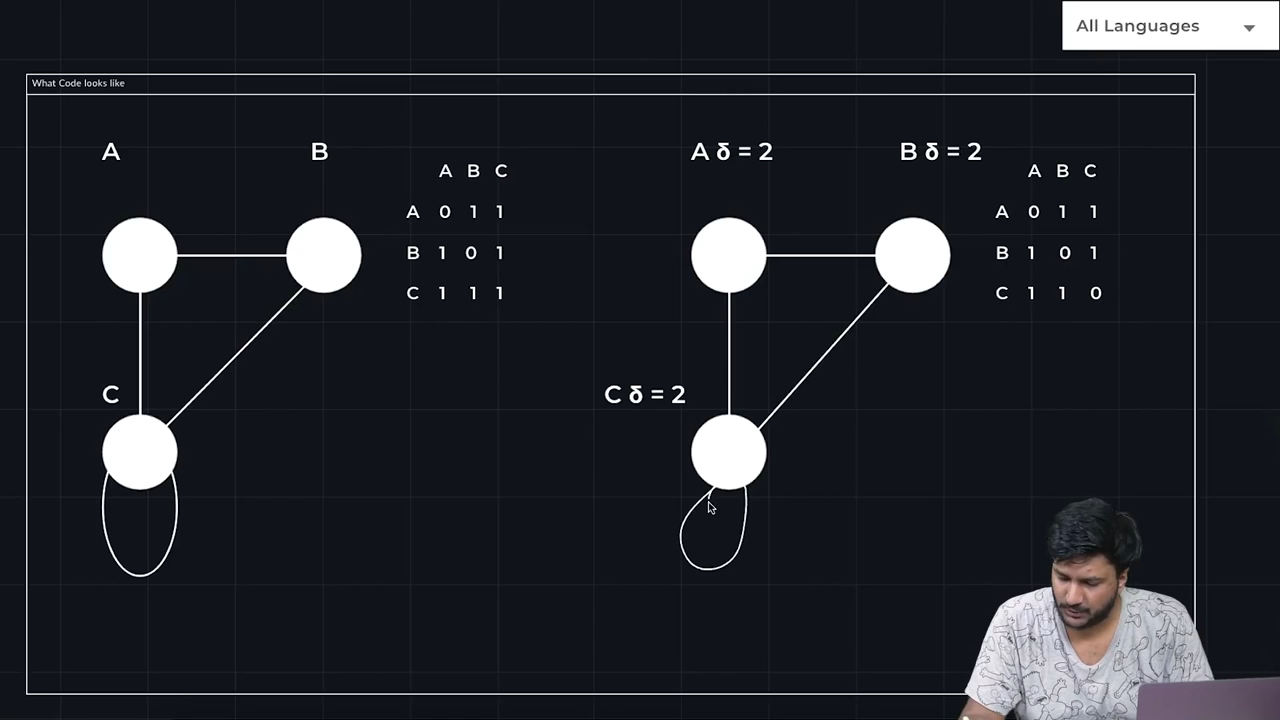 All Languages
What Code looks like
A B
A B C
A 0 1 1
B 1 0 1
C 1 1 1
C
A δ = 2 B δ = 2
A B C
A 0 1 1
B 1 0 1
C 1 1 0
C δ = 2